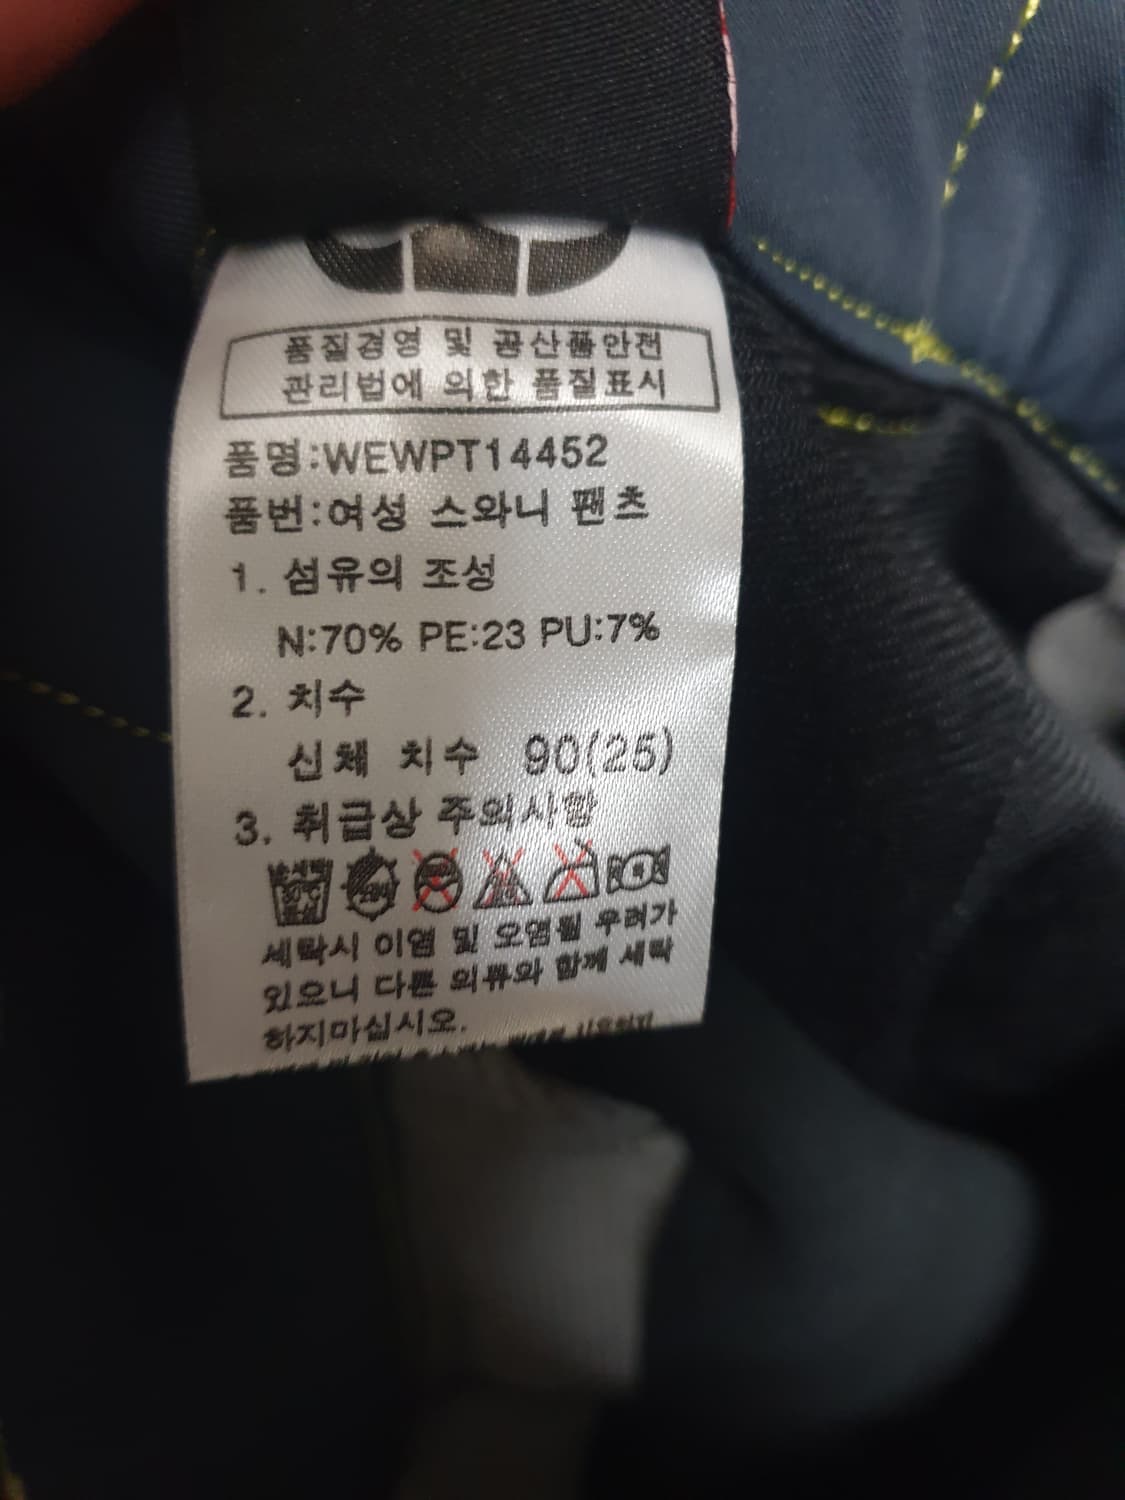 품질경영 및 공산품안전
관리법에 의한 품질표시
품명:WEWPT14452
품번:여성 스와니 팬츠
1. 섬유의 조성
N:70% PE:23 PU:7%
2. 치수
신체 치수 90(25)
3. 취급상 주의사항
세탁시 이염 및 오염될 우려가
있으니 다른 의류와 함께 세탁
하지마십시오.